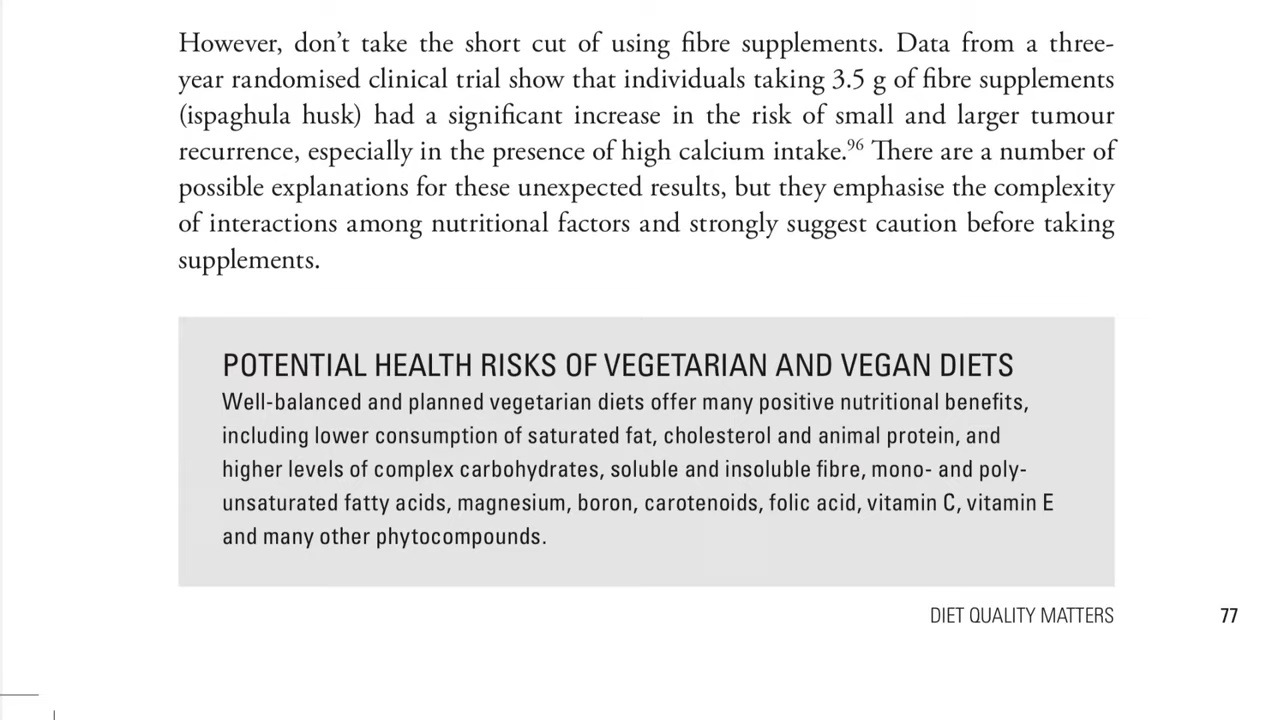 However, don’t take the short cut of using fibre supplements. Data from a three-
year randomised clinical trial show that individuals taking 3.5 g of fibre supplements
(ispaghula husk) had a significant increase in the risk of small and larger tumour
recurrence, especially in the presence of high calcium intake.96 There are a number of
possible explanations for these unexpected results, but they emphasise the complexity
of interactions among nutritional factors and strongly suggest caution before taking
supplements.
POTENTIAL HEALTH RISKS OF VEGETARIAN AND VEGAN DIETS
Well-balanced and planned vegetarian diets offer many positive nutritional benefits,
including lower consumption of saturated fat, cholesterol and animal protein, and
higher levels of complex carbohydrates, soluble and insoluble fibre, mono- and poly-
unsaturated fatty acids, magnesium, boron, carotenoids, folic acid, vitamin C, vitamin E
and many other phytocompounds.
DIET QUALITY MATTERS 77